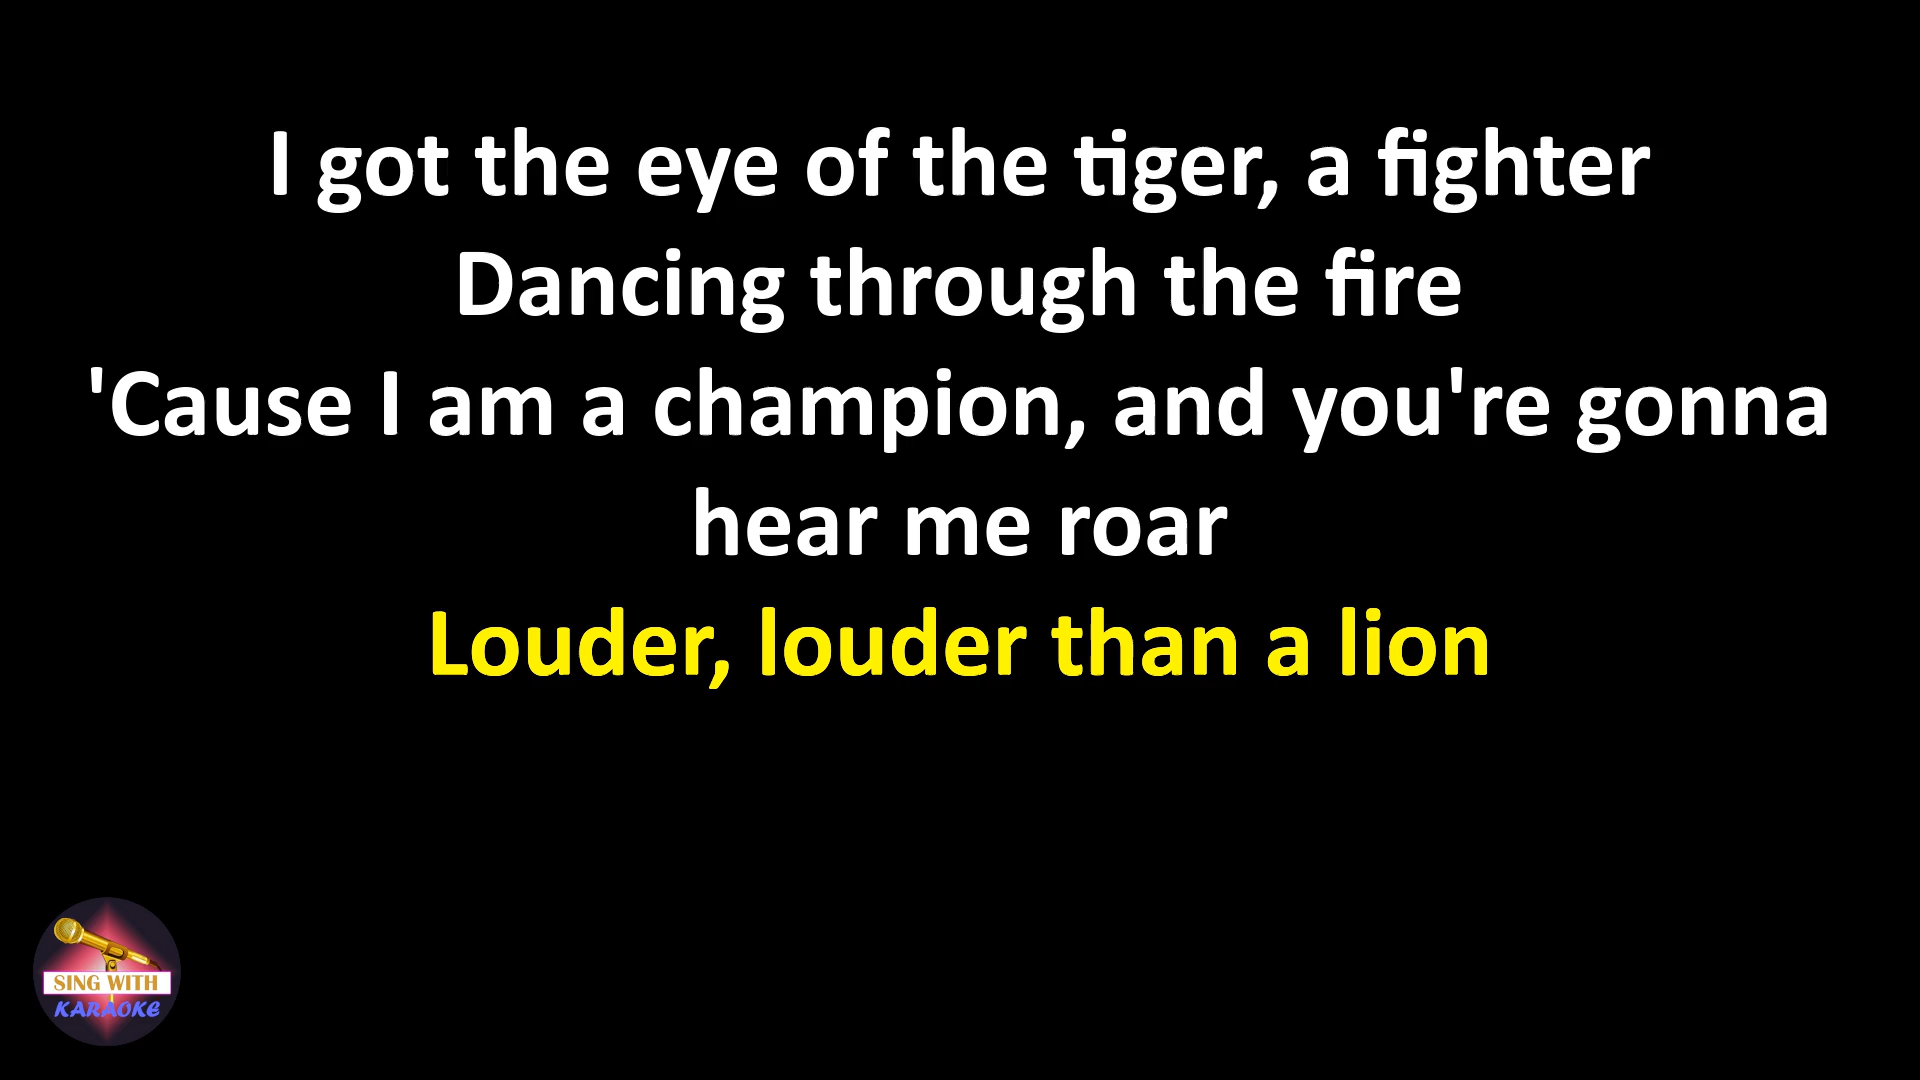 I got the eye of the tiger, a fighter
Dancing through the fire
'Cause I am a champion, and you're gonna
hear me roar
Louder, louder than a lion
SING WITH
KARAOKE